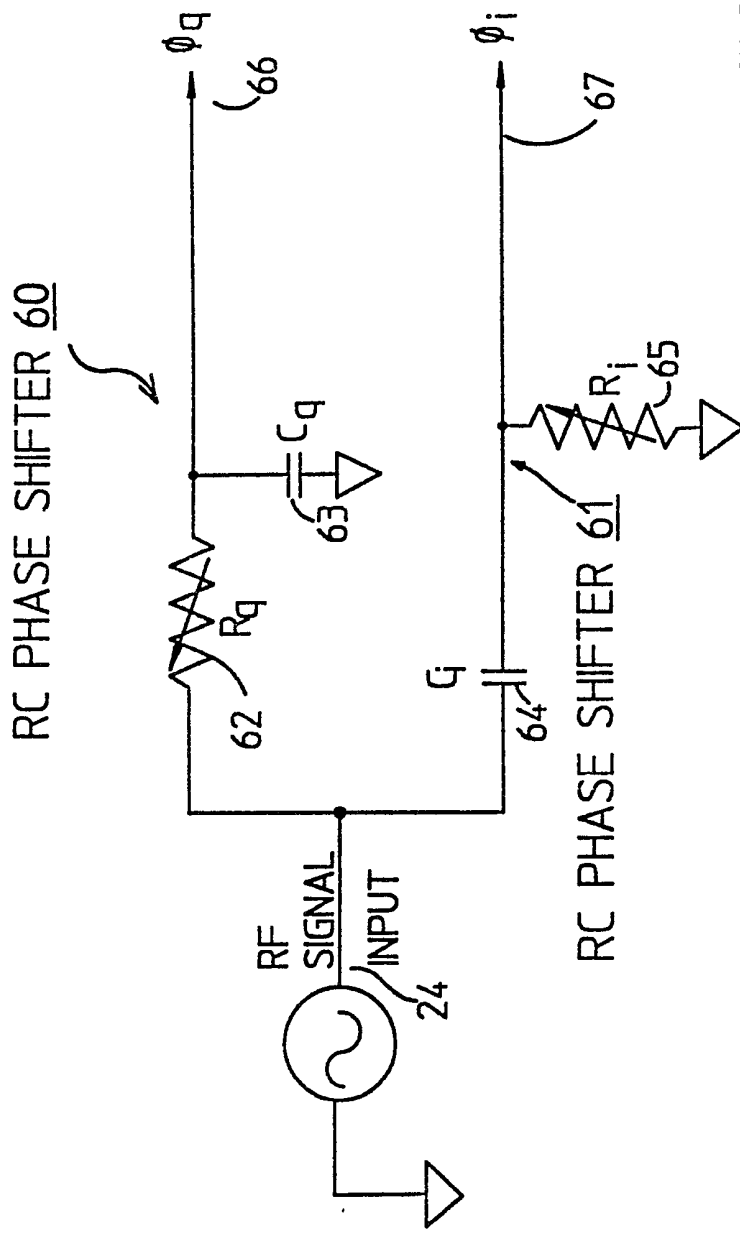 RC PHASE SHIFTER 60
ϕq
66
Rq
62
Cq
63
RF
SIGNAL
INPUT
24
Ci
64
ϕi
67
Ri
65
RC PHASE SHIFTER 61